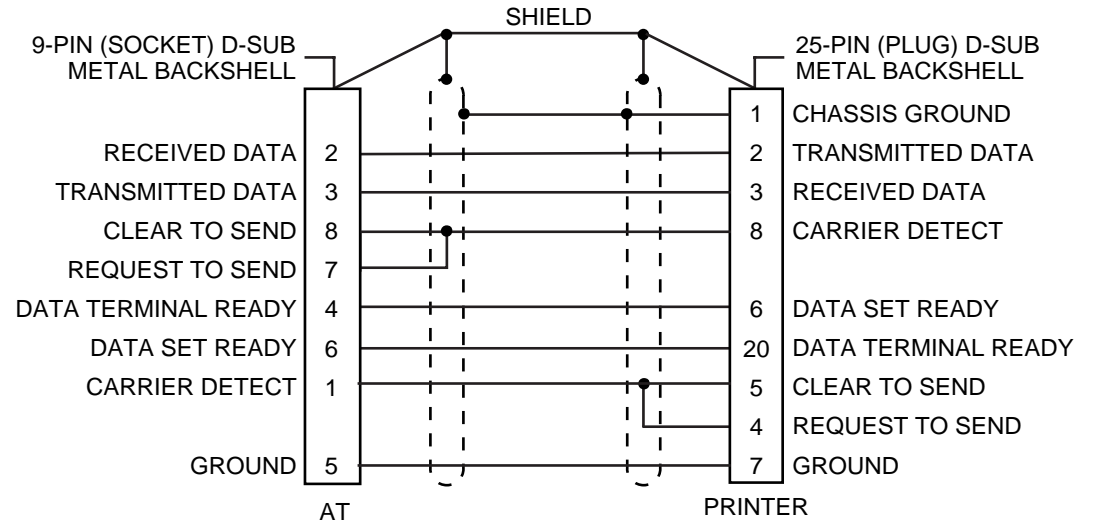 SHIELD
9-PIN (SOCKET) D-SUB
METAL BACKSHELL
25-PIN (PLUG) D-SUB
METAL BACKSHELL
1 CHASSIS GROUND
RECEIVED DATA 2 2 TRANSMITTED DATA
TRANSMITTED DATA 3 3 RECEIVED DATA
CLEAR TO SEND 8 8 CARRIER DETECT
REQUEST TO SEND 7
DATA TERMINAL READY 4 6 DATA SET READY
DATA SET READY 6 20 DATA TERMINAL READY
CARRIER DETECT 1 5 CLEAR TO SEND
4 REQUEST TO SEND
GROUND 5 7 GROUND
AT PRINTER